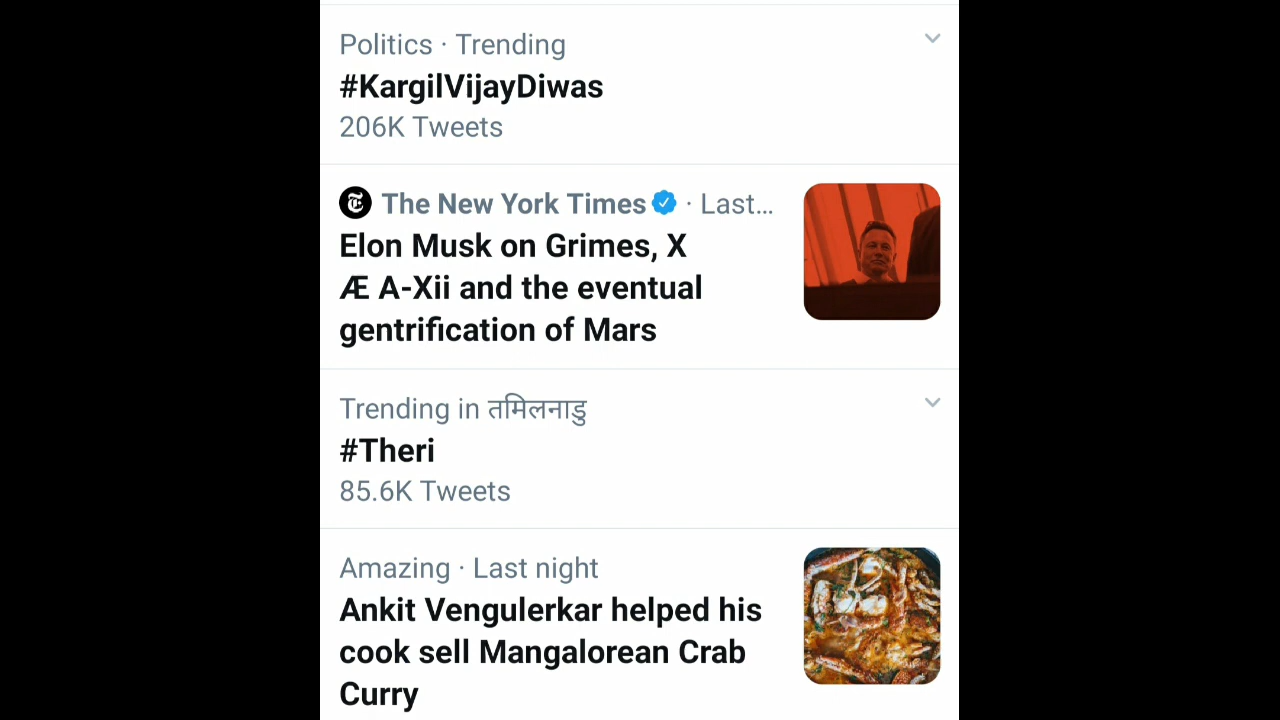 Politics · Trending
#KargilVijayDiwas
206K Tweets
The New York Times · Last...
Elon Musk on Grimes, X
Æ A-Xii and the eventual
gentrification of Mars
Trending in तमिलनाडु
#Theri
85.6K Tweets
Amazing · Last night
Ankit Vengulerkar helped his
cook sell Mangalorean Crab
Curry